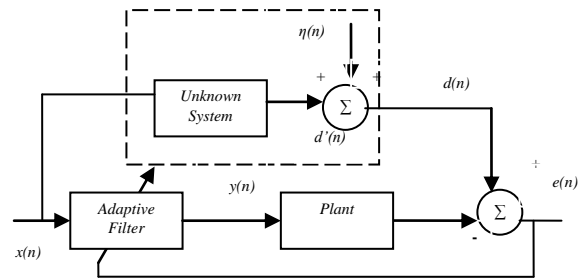 η(n)
+ +
d(n)
Unknown
System
Σ
d'(n)
+
e(n)
y(n)
Adaptive
Filter
Plant
Σ
-
x(n)